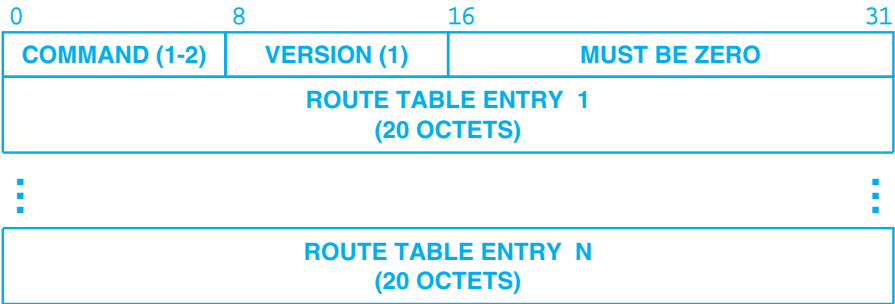 0 8 16 31
COMMAND (1-2) VERSION (1) MUST BE ZERO
ROUTE TABLE ENTRY 1
(20 OCTETS)
ROUTE TABLE ENTRY N
(20 OCTETS)